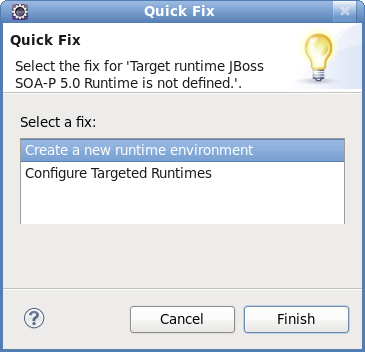 Quick Fix
Quick Fix
Select the fix for 'Target runtime JBoss
SOA-P 5.0 Runtime is not defined.'.
Select a fix:
Create a new runtime environment
Configure Targeted Runtimes
?
Cancel
Finish